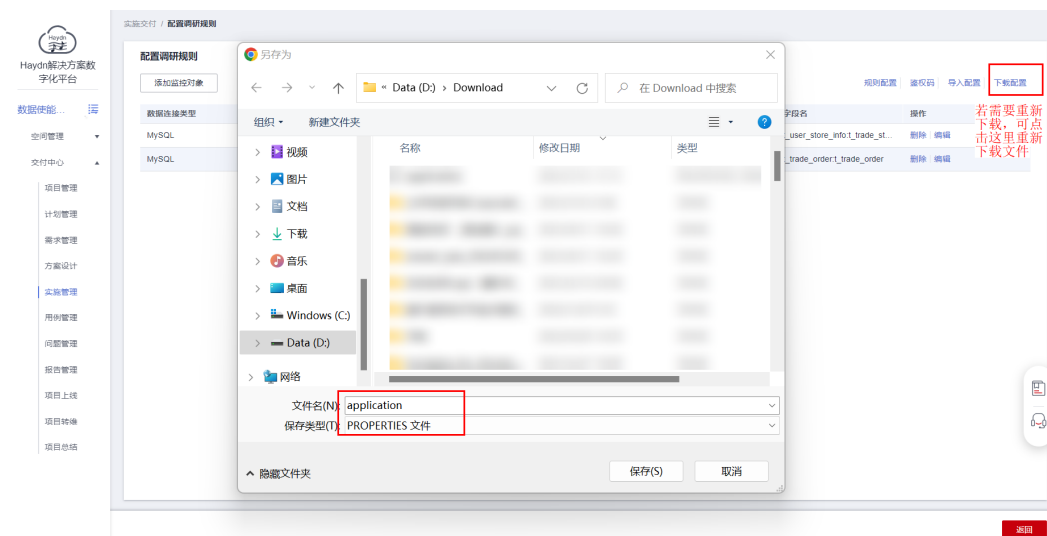 Haydn
Haydn解决方案数
字化平台
数据使能...
空间管理
交付中心
项目管理
计划管理
需求管理
方案设计
实施管理
用例管理
问题管理
报告管理
项目上线
项目转维
项目总结
实施交付 / 配置调研规则
配置调研规则
添加监控对象
规则配置 鉴权码 导入配置 下载配置
数据连接类型
字段名 操作
MySQL
_user_store_info:t_trade_st... 删除 编辑
MySQL
_trade_order:t_trade_order 删除 编辑
若需要重新
下载，可点
击这里重新
下载文件
另存为
« Data (D:) › Download
在 Download 中搜索
组织 新建文件夹
名称 修改日期 类型
视频
图片
文档
下载
音乐
桌面
Windows (C:)
Data (D:)
网络
文件名(N): application
保存类型(T): PROPERTIES 文件
隐藏文件夹
保存(S) 取消
返回